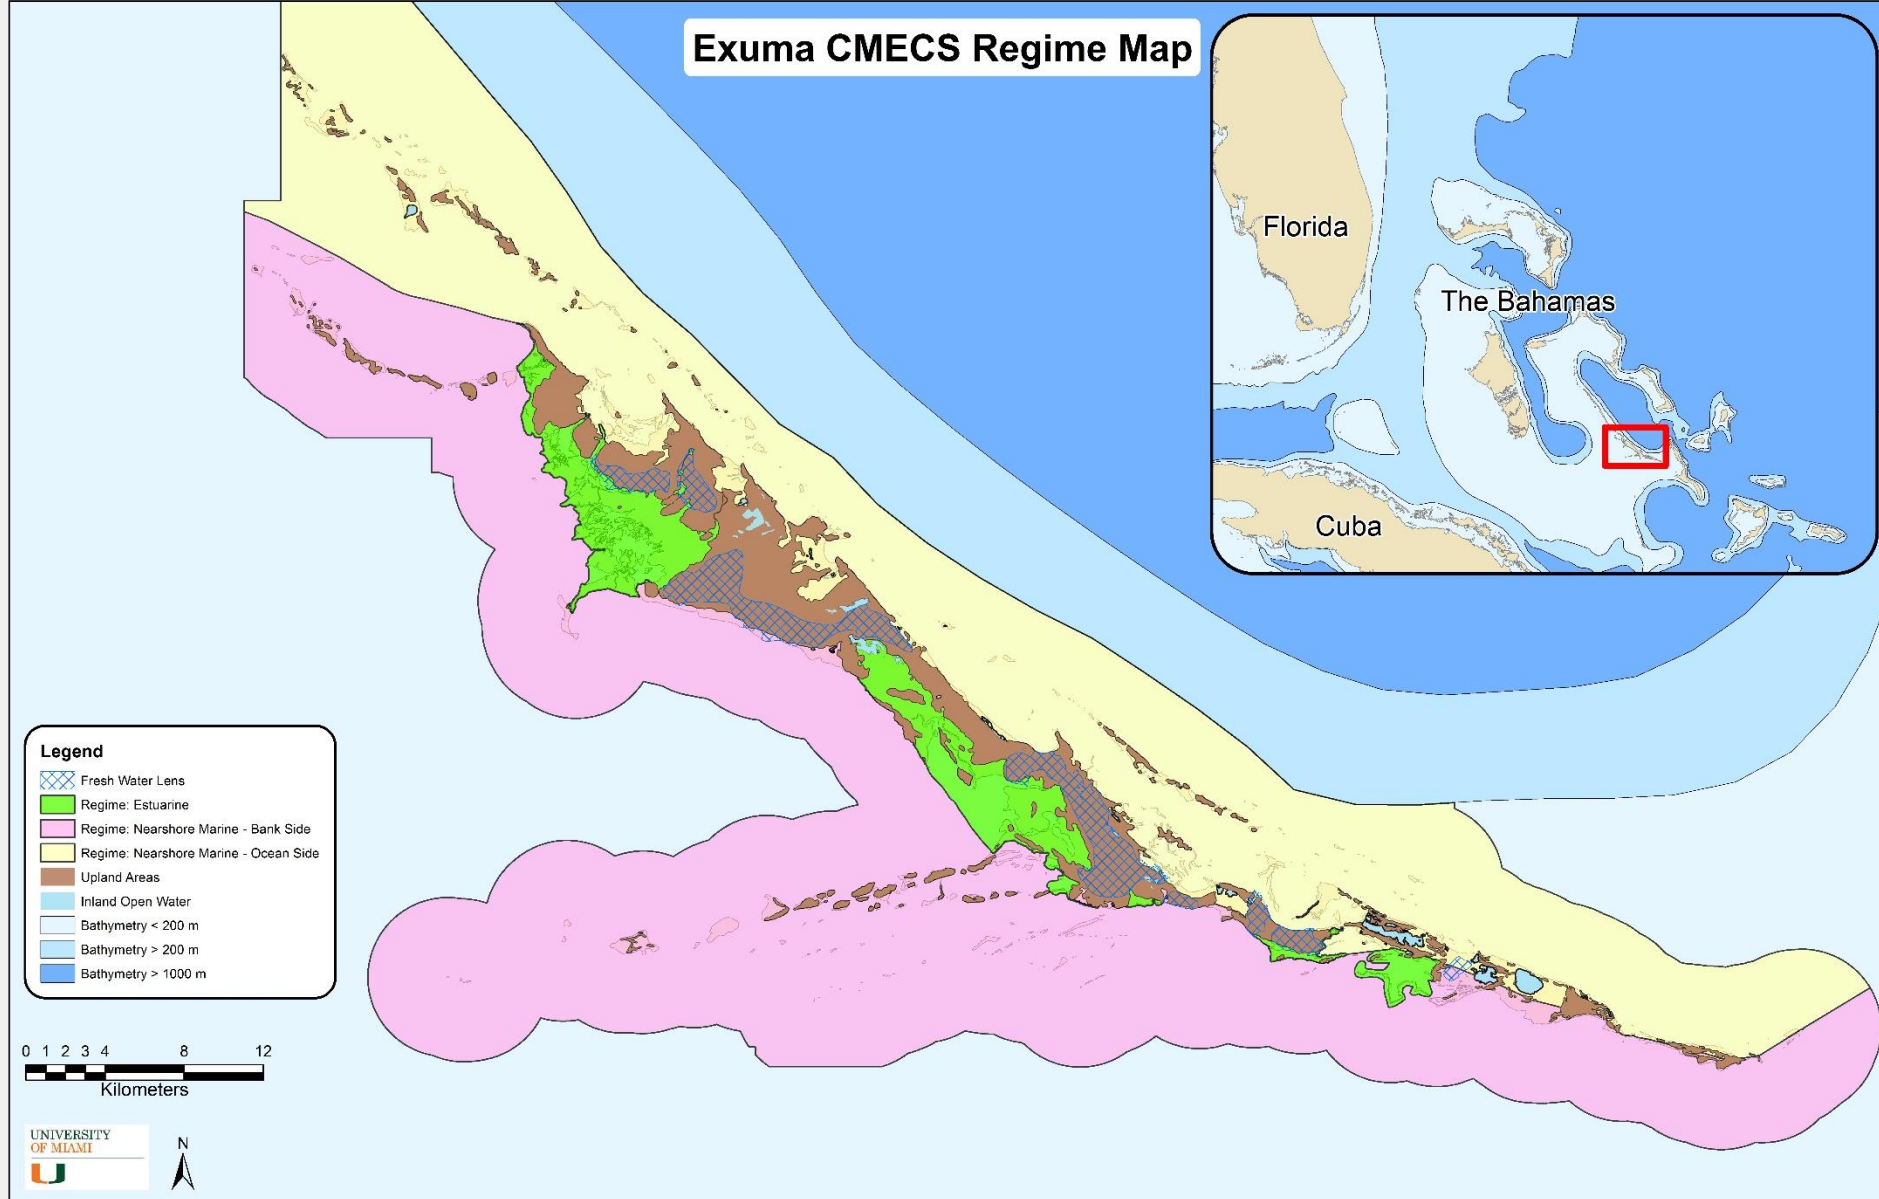 Exuma CMECS Regime Map
Florida
The Bahamas
Cuba
Legend
Fresh Water Lens
Regime: Estuarine
Regime: Nearshore Marine - Bank Side
Regime: Nearshore Marine - Ocean Side
Upland Areas
Inland Open Water
Bathymetry < 200 m
Bathymetry > 200 m
Bathymetry > 1000 m
0 1 2 3 4 8 12
Kilometers
UNIVERSITY
OF MIAMI
N